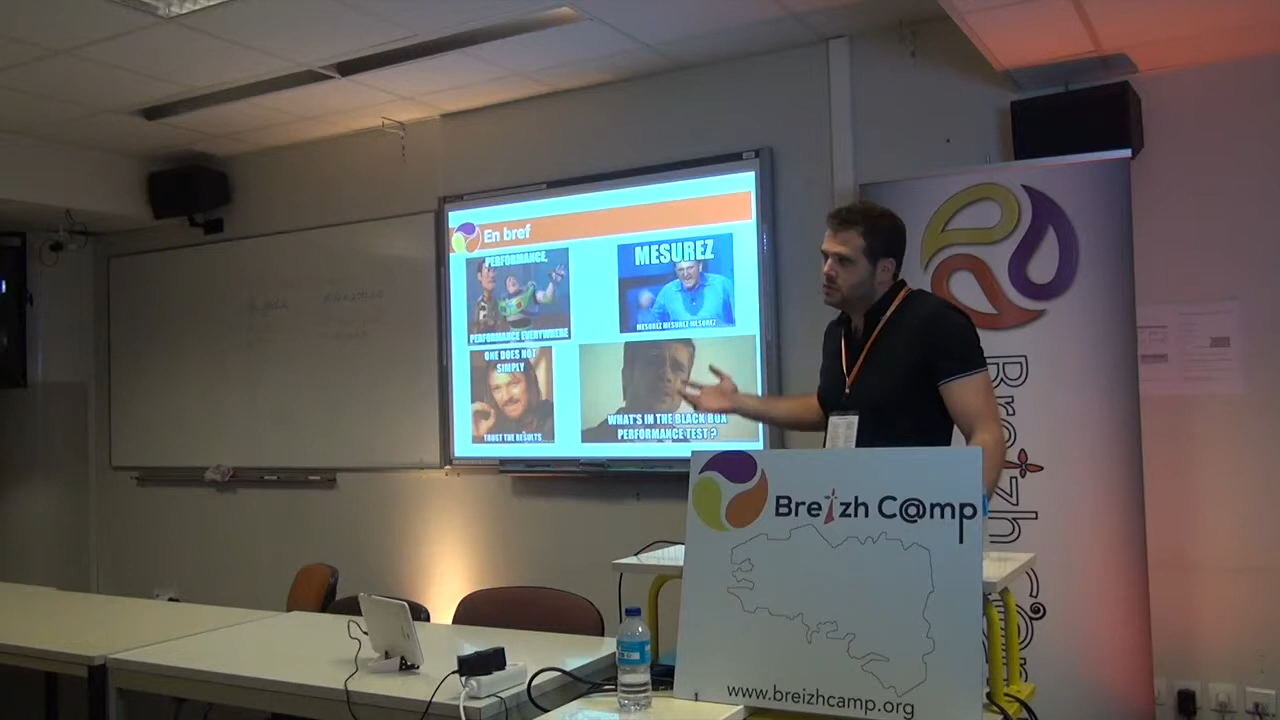 En bref
PERFORMANCE,
PERFORMANCE EVERYWHERE
MESUREZ
MESUREZ MESUREZ MESUREZ
ONE DOES NOT
SIMPLY
TRUST THE RESULTS
WHAT'S IN THE BLACK BOX
PERFORMANCE TEST ?
Breizh C@mp
www.breizhcamp.org
Breizh C@m